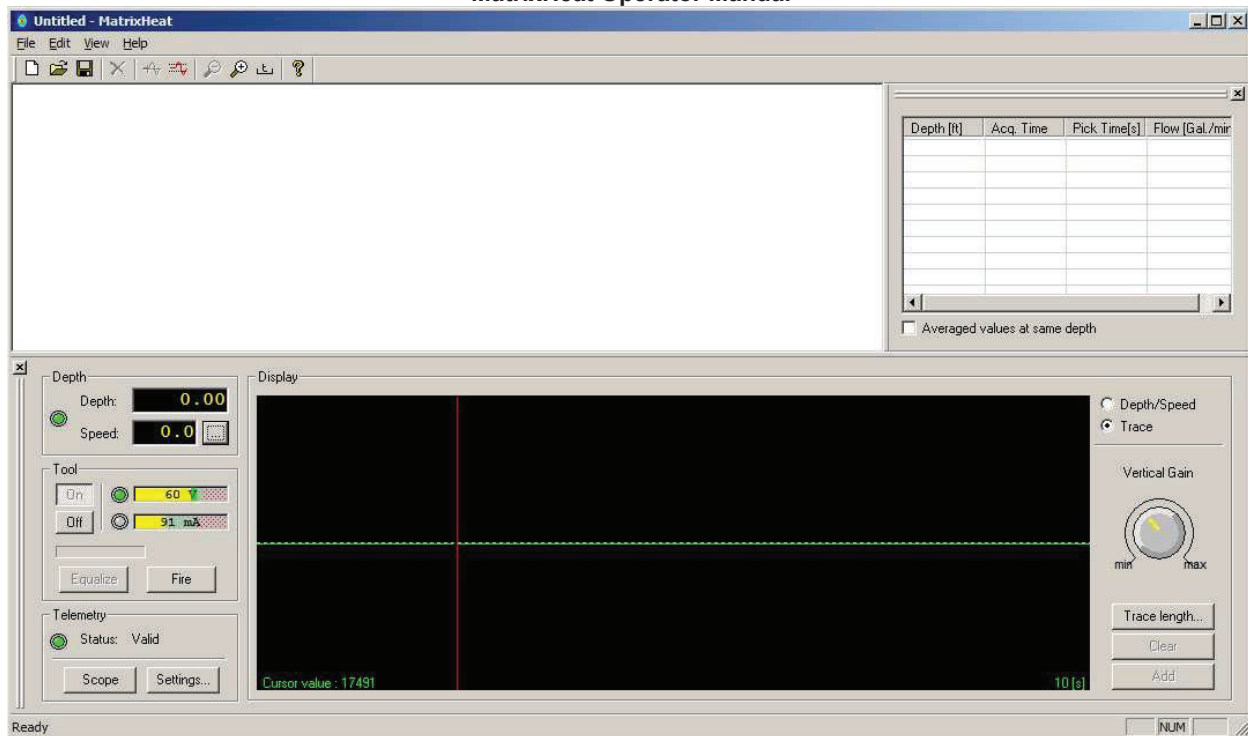 MatrixHeat Operator Manual
Untitled - MatrixHeat
File Edit View Help
Depth [ft] Acq. Time Pick Time[s] Flow [Gal./mir
Averaged values at same depth
Depth
Depth: 0.00
Speed: 0.0 ...
Tool
On 60 V
Off 91 mA
Equalize Fire
Telemetry
Status: Valid
Scope Settings...
Display
Cursor value : 17491
10 [s]
Depth/Speed
Trace
Vertical Gain
min max
Trace length...
Clear
Add
Ready
NUM